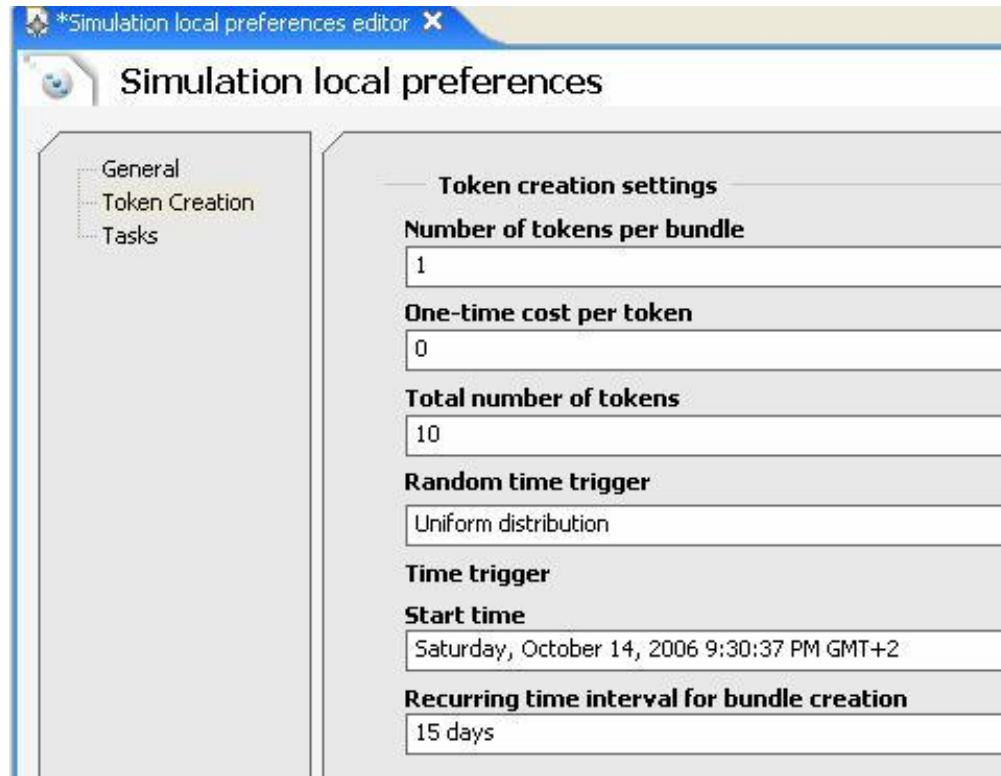 *Simulation local preferences editor
Simulation local preferences
General
Token Creation
Tasks
Token creation settings
Number of tokens per bundle
1
One-time cost per token
0
Total number of tokens
10
Random time trigger
Uniform distribution
Time trigger
Start time
Saturday, October 14, 2006 9:30:37 PM GMT+2
Recurring time interval for bundle creation
15 days